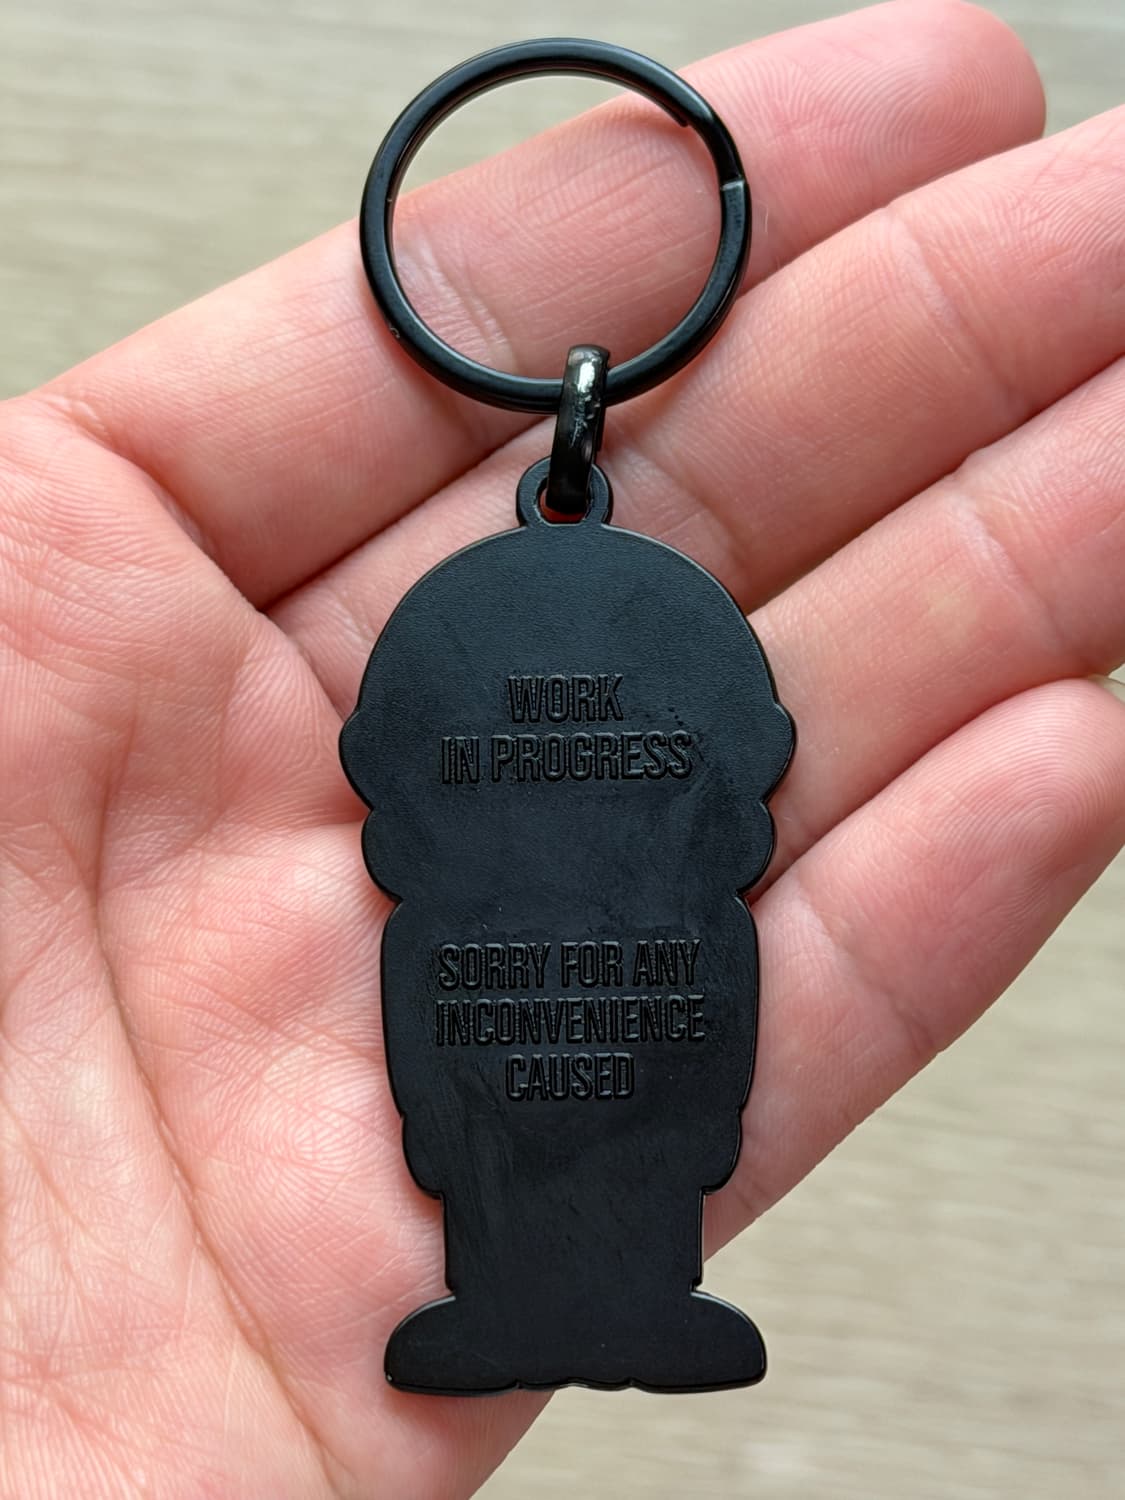 WORK
IN PROGRESS
SORRY FOR ANY
INCONVENIENCE
CAUSED